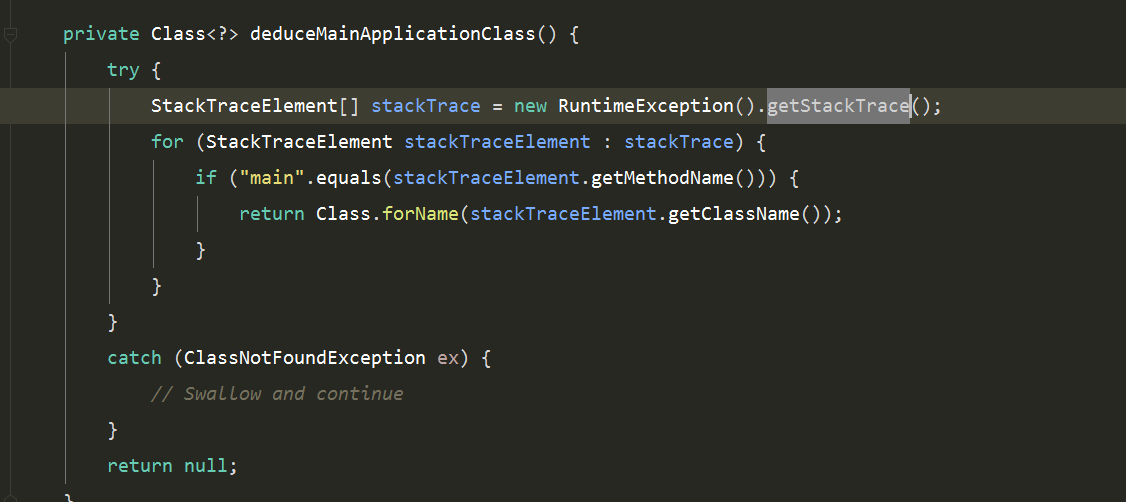 private Class<?> deduceMainApplicationClass() {
try {
StackTraceElement[] stackTrace = new RuntimeException().getStackTrace();
for (StackTraceElement stackTraceElement : stackTrace) {
if ("main".equals(stackTraceElement.getMethodName())) {
return Class.forName(stackTraceElement.getClassName());
}
}
}
catch (ClassNotFoundException ex) {
// Swallow and continue
}
return null;
}